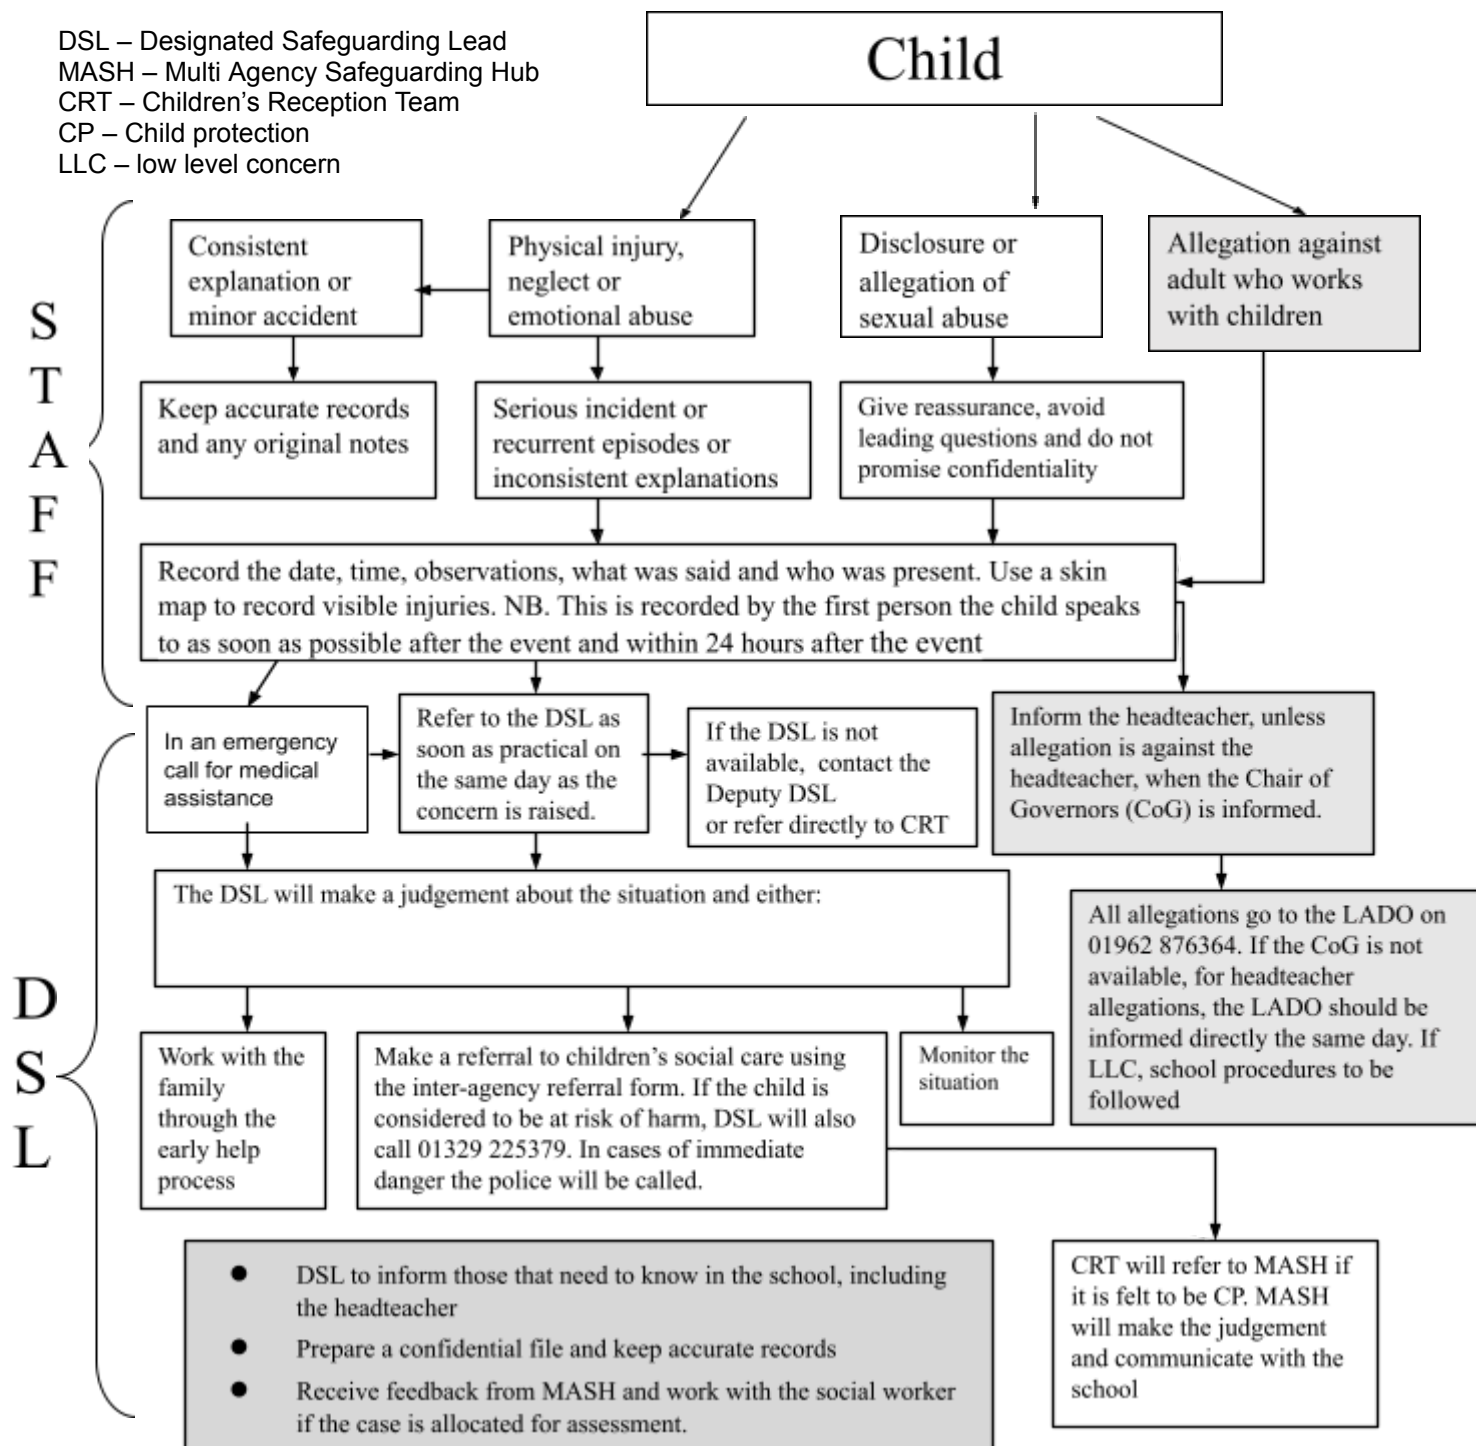 DSL – Designated Safeguarding Lead
MASH – Multi Agency Safeguarding Hub
CRT – Children's Reception Team
CP – Child protection
LLC – low level concern
Child
S
T
A
F
F
Consistent
explanation or
minor accident
Physical injury,
neglect or
emotional abuse
Disclosure or
allegation of
sexual abuse
Allegation against
adult who works
with children
Keep accurate records
and any original notes
Serious incident or
recurrent episodes or
inconsistent explanations
Give reassurance, avoid
leading questions and do not
promise confidentiality
Record the date, time, observations, what was said and who was present. Use a skin
map to record visible injuries. NB. This is recorded by the first person the child speaks
to as soon as possible after the event and within 24 hours after the event
In an emergency
call for medical
assistance
Refer to the DSL as
soon as practical on
the same day as the
concern is raised.
If the DSL is not
available,  contact the
Deputy DSL
or refer directly to CRT
Inform the headteacher, unless
allegation is against the
headteacher, when the Chair of
Governors (CoG) is informed.
D
S
L
The DSL will make a judgement about the situation and either:
All allegations go to the LADO on
01962 876364. If the CoG is not
available, for headteacher
allegations, the LADO should be
informed directly the same day. If
LLC, school procedures to be
followed
Work with the
family
through the
early help
process
Make a referral to children's social care using
the inter-agency referral form. If the child is
considered to be at risk of harm, DSL will also
call 01329 225379. In cases of immediate
danger the police will be called.
Monitor the
situation
● DSL to inform those that need to know in the school, including
the headteacher
● Prepare a confidential file and keep accurate records
● Receive feedback from MASH and work with the social worker
if the case is allocated for assessment.
CRT will refer to MASH if
it is felt to be CP. MASH
will make the judgement
and communicate with the
school